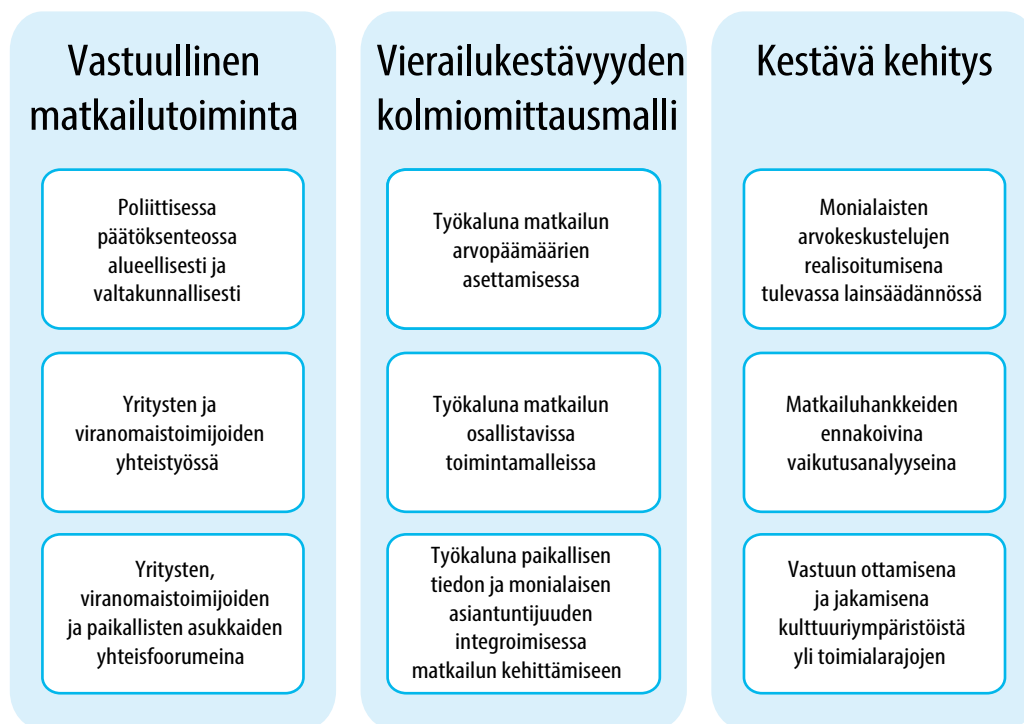 Vastuullinen
matkailutoiminta
Poliittisessa
päätöksenteossa
alueellisesti ja
valtakunnallisesti
Yritysten ja
viranomaistoimijoiden
yhteistyössä
Yritysten,
viranomaistoimijoiden
ja paikallisten asukkaiden
yhteisfoorumeina
Vierailukestävyyden
kolmiomittausmalli
Työkaluna matkailun
arvopäämäärien
asettamisessa
Työkaluna matkailun
osallistavissa
toimintamalleissa
Työkaluna paikallisen
tiedon ja monialaisen
asiantuntijuuden
integroimisessa
matkailun kehittämiseen
Kestävä kehitys
Monialaisten
arvokeskustelujen
realisoitumisena
tulevassa lainsäädännössä
Matkailuhankkeiden
ennakoivina
vaikutusanalyyseina
Vastuun ottamisena
ja jakamisena
kulttuuriympäristöistä
yli toimialarajojen